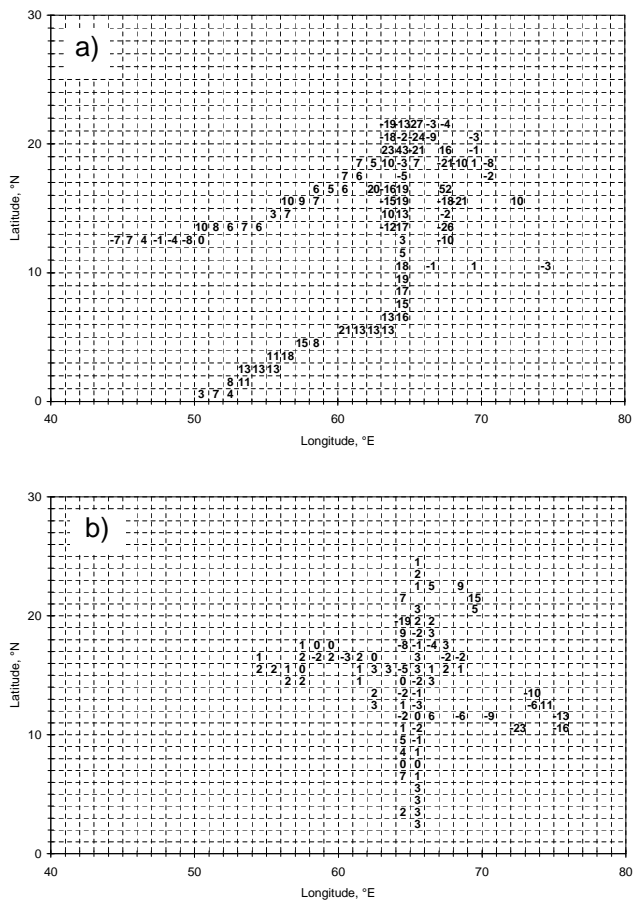 30
a)
-19 -13 27 -3 -4
20
-18 -2 -24 -9 -3
23 43 -21 16 -1
7 5 10 -3 7 -21 -10 1 -8
7 6 -5 -2
6 5 6 20 -16 19 52
10 9 7 -15 19 -18 -21 10
3 7 10 13 -2
10 8 6 7 6 -12 17 -26
-7 7 4 -1 -4 -8 0 3 -10
5
10
18 -1 1 -3
19
17
15
13 16
21 13 13 13
15 8
11 18
13 13 13
8 11
3 7 4
0
40 50 60 70 80
Longitude, °E
Latitude, °N
30
b)
1
2
1 5 9
7 15
20
3 5
-19 2 2
9 -2 3
1 0 0 -8 -1 -4 3
1 2 -2 2 -3 2 0 3 -2 -2
2 2 1 0 1 3 3 -5 3 1 2 1
2 2 1 0 -2 3
2 -2 -1 -10
3 1 -3 -6 11
-2 0 6 -6 -9 -13
10
1 -2 -23 -16
5 -1
4 1
0 0
7 1
3
3
2 3
3
0
40 50 60 70 80
Longitude, °E
Latitude, °N